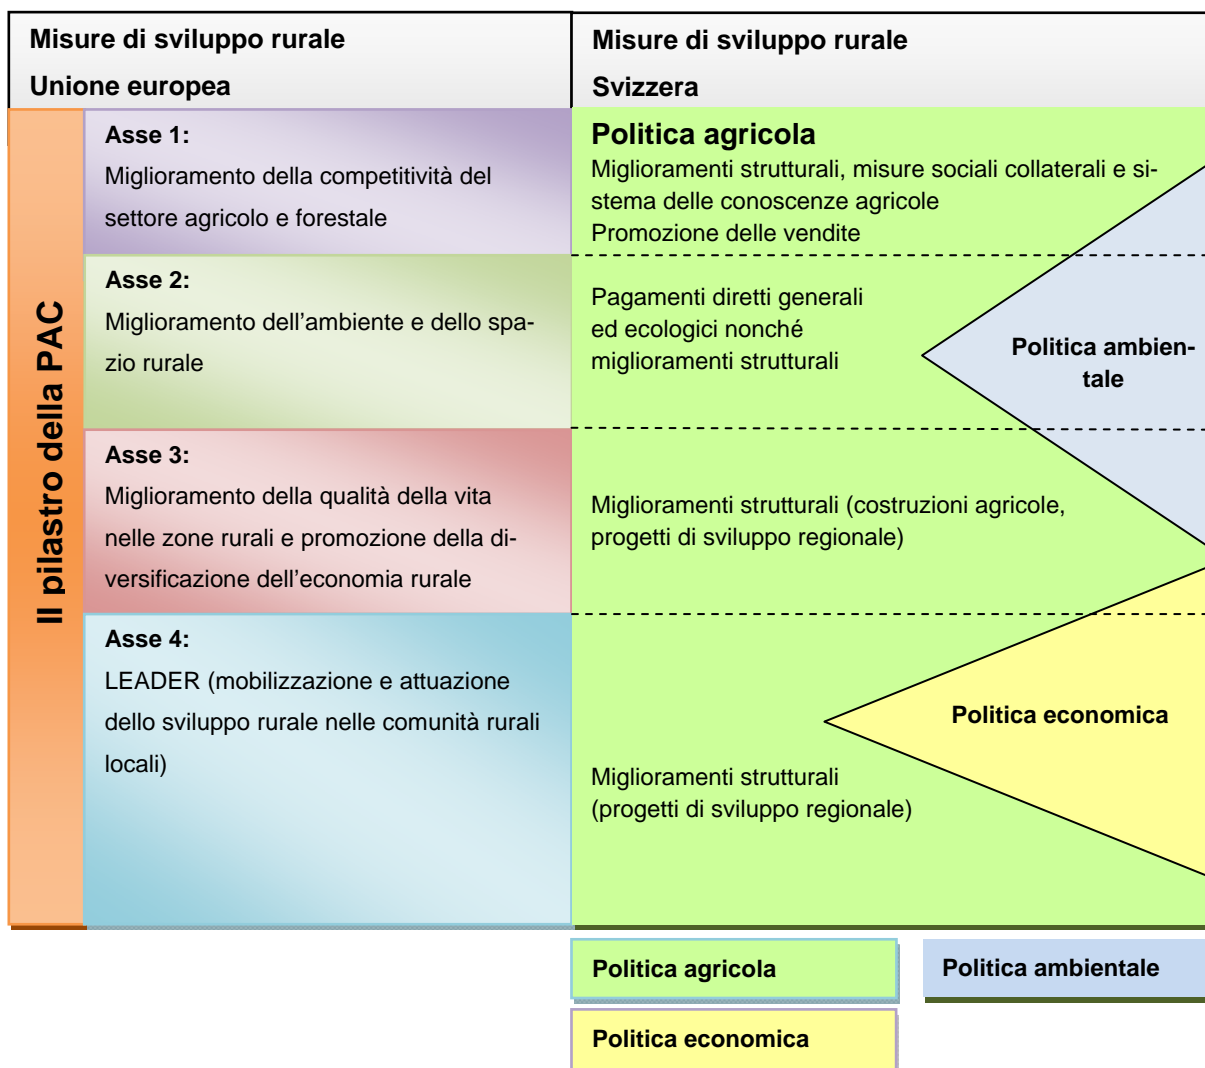 Misure di sviluppo rurale
Unione europea
Misure di sviluppo rurale
Svizzera
II pilastro della PAC
Asse 1:
Miglioramento della competitività del
settore agricolo e forestale
Politica agricola
Miglioramenti strutturali, misure sociali collaterali e si-
stema delle conoscenze agricole
Promozione delle vendite
Asse 2:
Miglioramento dell’ambiente e dello spa-
zio rurale
Pagamenti diretti generali
ed ecologici nonché
miglioramenti strutturali
Politica ambien-
tale
Asse 3:
Miglioramento della qualità della vita
nelle zone rurali e promozione della di-
versificazione dell’economia rurale
Miglioramenti strutturali (costruzioni agricole,
progetti di sviluppo regionale)
Asse 4:
LEADER (mobilizzazione e attuazione
dello sviluppo rurale nelle comunità rurali
locali)
Politica economica
Miglioramenti strutturali
(progetti di sviluppo regionale)
Politica agricola
Politica ambientale
Politica economica